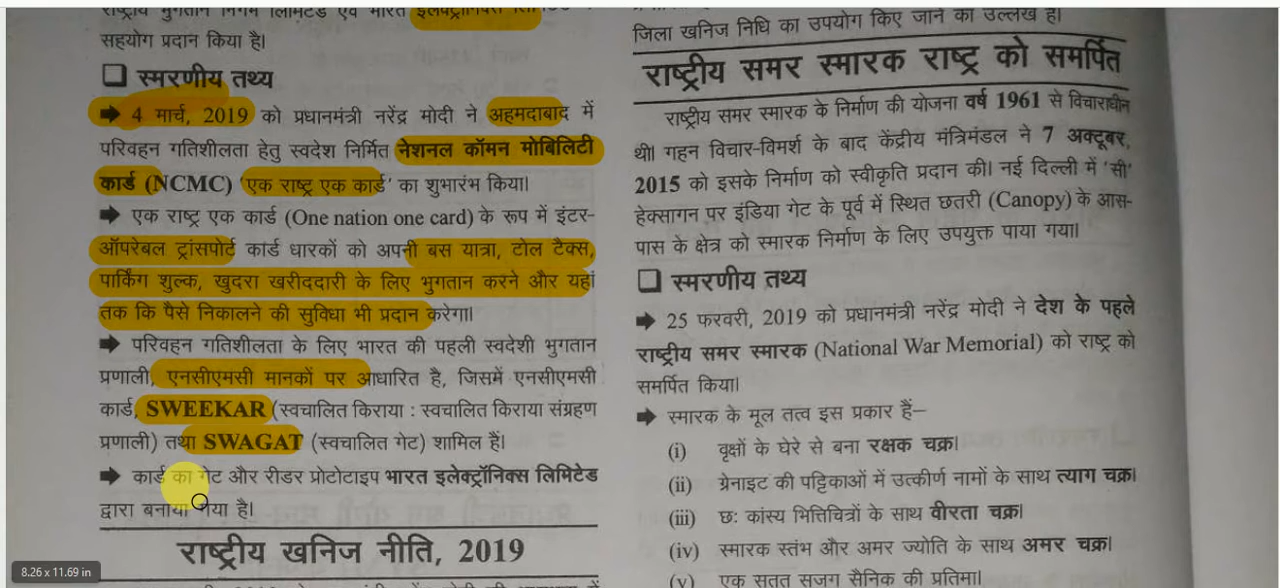 राष्ट्रीय भुगतान निगम लिमिटेड एवं भारत इलेक्ट्रॉनिक्स
सहयोग प्रदान किया है।
❑ स्मरणीय तथ्य
➡ 4 मार्च, 2019 को प्रधानमंत्री नरेंद्र मोदी ने अहमदाबाद में
परिवहन गतिशीलता हेतु स्वदेश निर्मित नेशनल कॉमन मोबिलिटी
कार्ड (NCMC) 'एक राष्ट्र एक कार्ड' का शुभारंभ किया।
➡ एक राष्ट्र एक कार्ड (One nation one card) के रूप में इंटर-
ऑपरेबल ट्रांसपोर्ट कार्ड धारकों को अपनी बस यात्रा, टोल टैक्स,
पार्किंग शुल्क, खुदरा खरीददारी के लिए भुगतान करने और यहां
तक कि पैसे निकालने की सुविधा भी प्रदान करेगा।
➡ परिवहन गतिशीलता के लिए भारत की पहली स्वदेशी भुगतान
प्रणाली, एनसीएमसी मानकों पर आधारित है, जिसमें एनसीएमसी
कार्ड, SWEEKAR (स्वचालित किराया : स्वचालित किराया संग्रहण
प्रणाली) तथा SWAGAT (स्वचालित गेट) शामिल हैं।
➡ कार्ड का गेट और रीडर प्रोटोटाइप भारत इलेक्ट्रॉनिक्स लिमिटेड
द्वारा बनाया गया है।
राष्ट्रीय खनिज नीति, 2019
जिला खनिज निधि का उपयोग किए जाने का उल्लेख है।
राष्ट्रीय समर स्मारक राष्ट्र को समर्पित
राष्ट्रीय समर स्मारक के निर्माण की योजना वर्ष 1961 से विचाराधीन
थी। गहन विचार-विमर्श के बाद केंद्रीय मंत्रिमंडल ने 7 अक्टूबर,
2015 को इसके निर्माण को स्वीकृति प्रदान की। नई दिल्ली में 'सी'
हेक्सागन पर इंडिया गेट के पूर्व में स्थित छतरी (Canopy) के आस-
पास के क्षेत्र को स्मारक निर्माण के लिए उपयुक्त पाया गया।
❑ स्मरणीय तथ्य
➡ 25 फरवरी, 2019 को प्रधानमंत्री नरेंद्र मोदी ने देश के पहले
राष्ट्रीय समर स्मारक (National War Memorial) को राष्ट्र को
समर्पित किया।
➡ स्मारक के मूल तत्व इस प्रकार हैं–
(i) वृक्षों के घेरे से बना रक्षक चक्र।
(ii) ग्रेनाइट की पट्टिकाओं में उत्कीर्ण नामों के साथ त्याग चक्र।
(iii) छः कांस्य भित्तिचित्रों के साथ वीरता चक्र।
(iv) स्मारक स्तंभ और अमर ज्योति के साथ अमर चक्र।
(v) एक सतत सजग सैनिक की प्रतिमा।
8.26 x 11.69 in